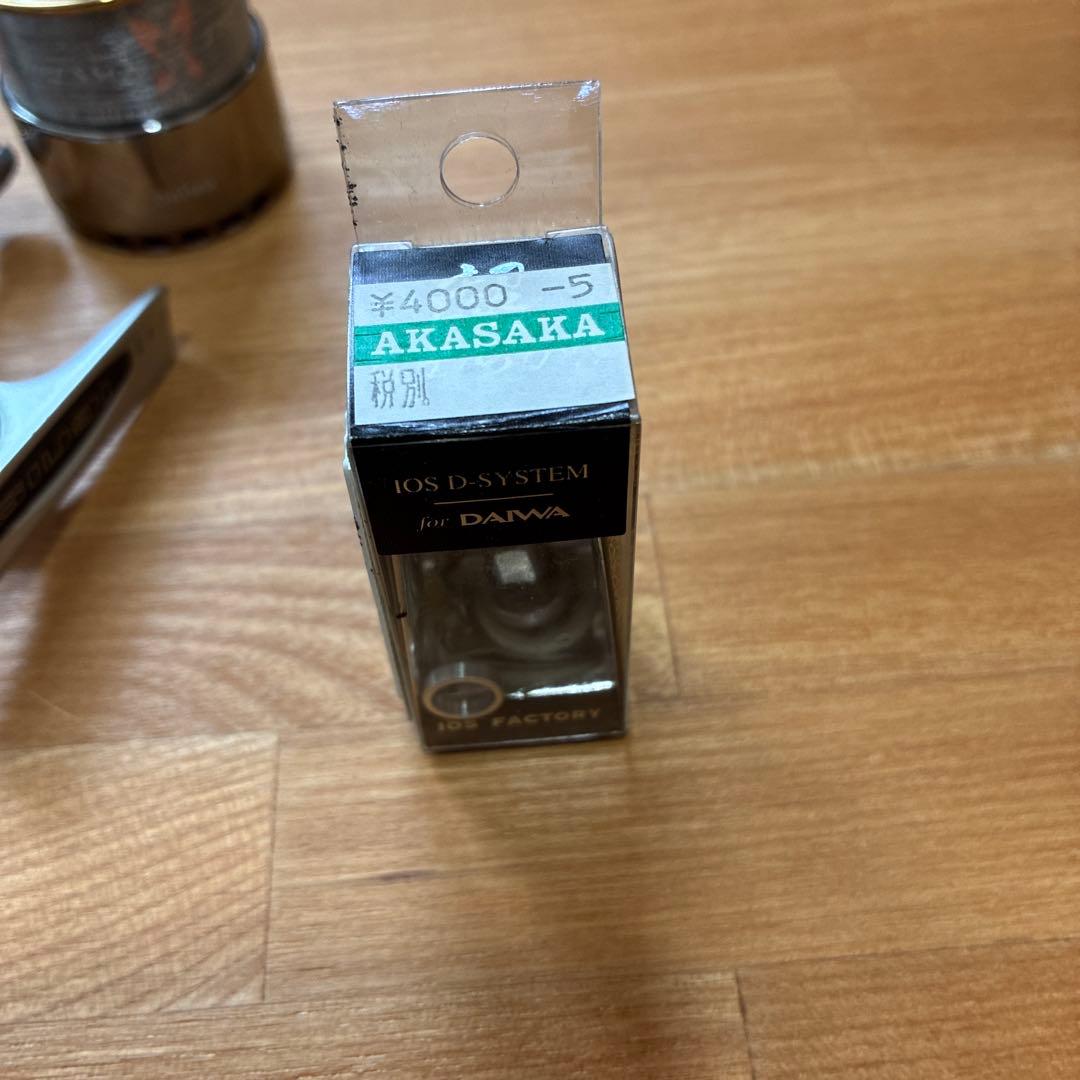 ¥4000 -5
AKASAKA
税別
IOS D-SYSTEM
for DAIWA
IOS FACTORY